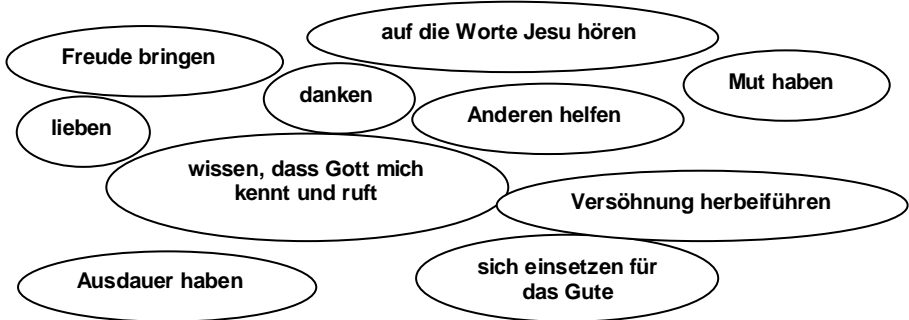 auf die Worte Jesu hören
Freude bringen
Mut haben
danken
Anderen helfen
lieben
wissen, dass Gott mich
kennt und ruft
Versöhnung herbeiführen
sich einsetzen für
das Gute
Ausdauer haben